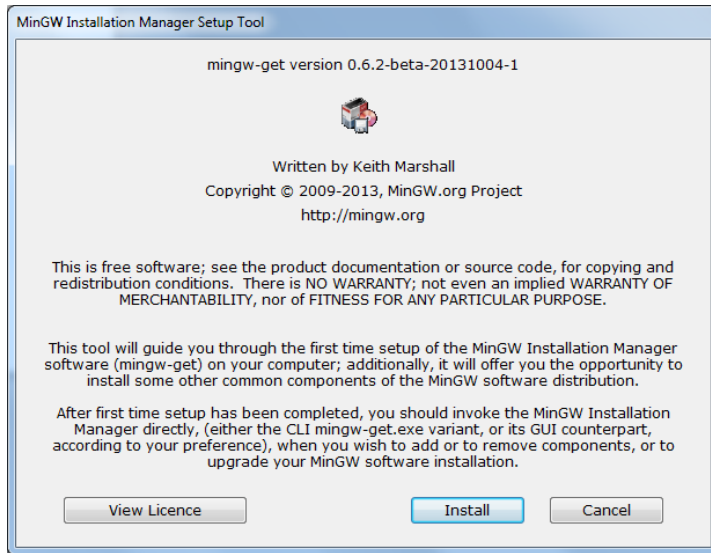 MinGW Installation Manager Setup Tool
mingw-get version 0.6.2-beta-20131004-1
Written by Keith Marshall
Copyright © 2009-2013, MinGW.org Project
http://mingw.org
This is free software; see the product documentation or source code, for copying and
redistribution conditions.  There is NO WARRANTY; not even an implied WARRANTY OF
MERCHANTABILITY, nor of FITNESS FOR ANY PARTICULAR PURPOSE.
This tool will guide you through the first time setup of the MinGW Installation Manager
software (mingw-get) on your computer; additionally, it will offer you the opportunity to
install some other common components of the MinGW software distribution.
After first time setup has been completed, you should invoke the MinGW Installation
Manager directly, (either the CLI mingw-get.exe variant, or its GUI counterpart,
according to your preference), when you wish to add or to remove components, or to
upgrade your MinGW software installation.
View Licence
Install
Cancel